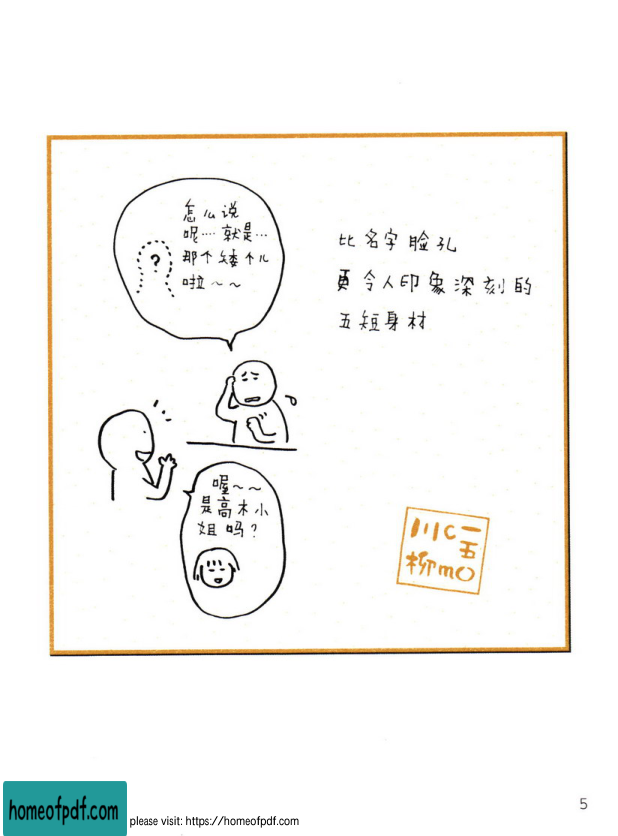 怎么说
呢…就是…
那个矮个儿
啦～～
?
比名字脸孔
更令人印象深刻的
五短身材
喔～～
是高木小
姐吗？
川柳
一五〇cm
5
homeofpdf.com
please visit: https://homeofpdf.com